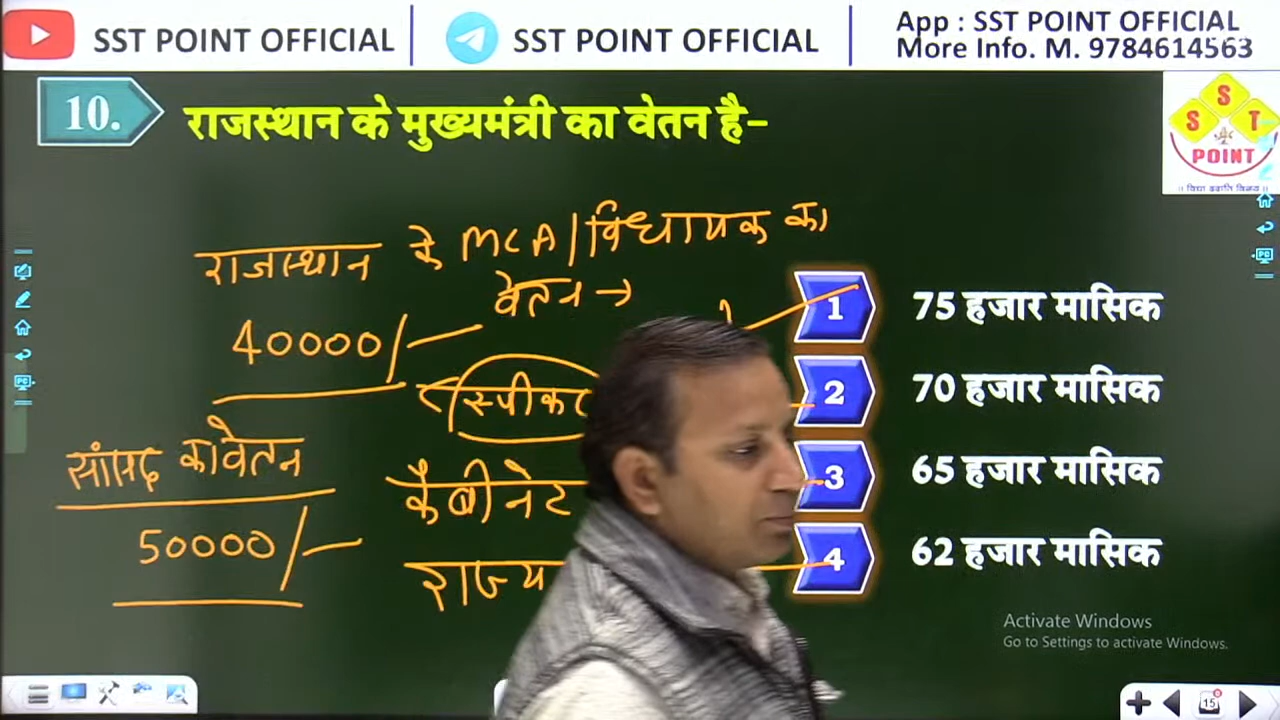 SST POINT OFFICIAL
SST POINT OFFICIAL
App : SST POINT OFFICIAL
More Info. M. 9784614563
10.
राजस्थान के मुख्यमंत्री का वेतन है-
S
S T
POINT
राजस्थान के MLA/विधायक का
वेतन →
40000/-
स्पीकर
सांसद का वेतन
कैबीनेट
50000/-
राज्य
1 75 हजार मासिक
2 70 हजार मासिक
3 65 हजार मासिक
4 62 हजार मासिक
Activate Windows
Go to Settings to activate Windows.
15